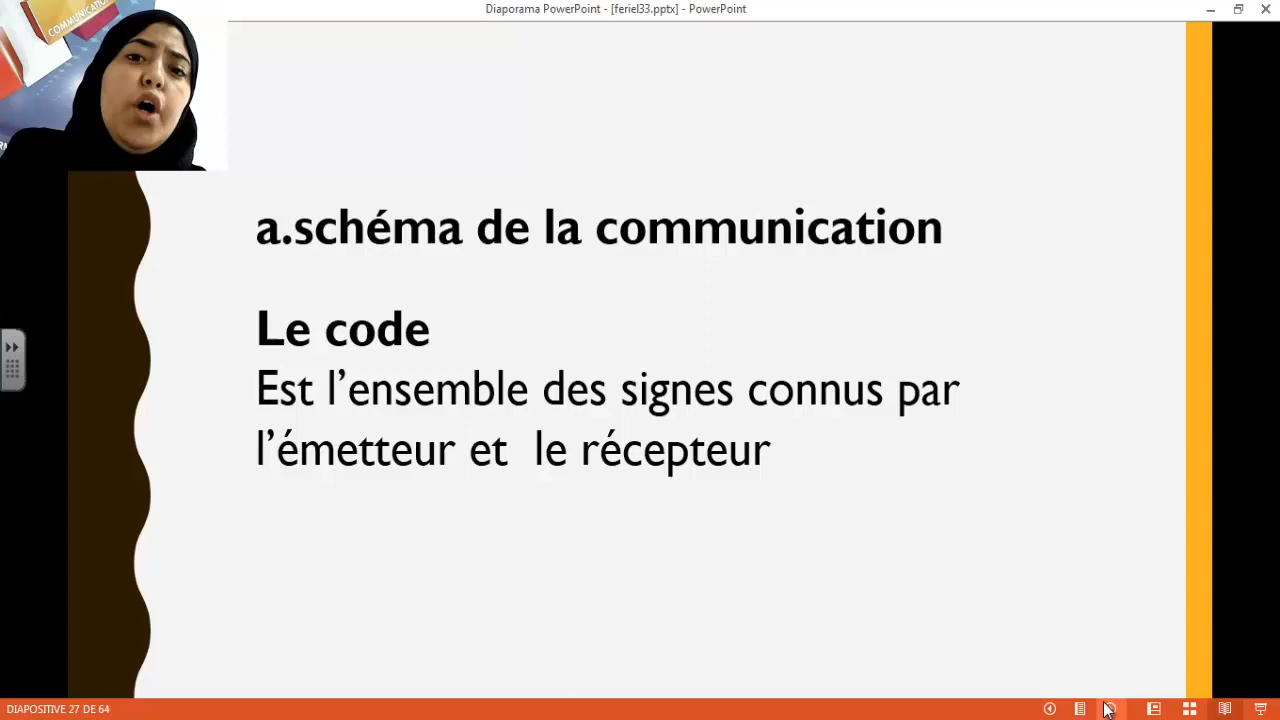 COMMUNICATION
Diaporama PowerPoint - [feriel33.pptx] - PowerPoint
a.schéma de la communication
Le code
Est l’ensemble des signes connus par
l’émetteur et le récepteur
DIAPOSITIVE 27 DE 64